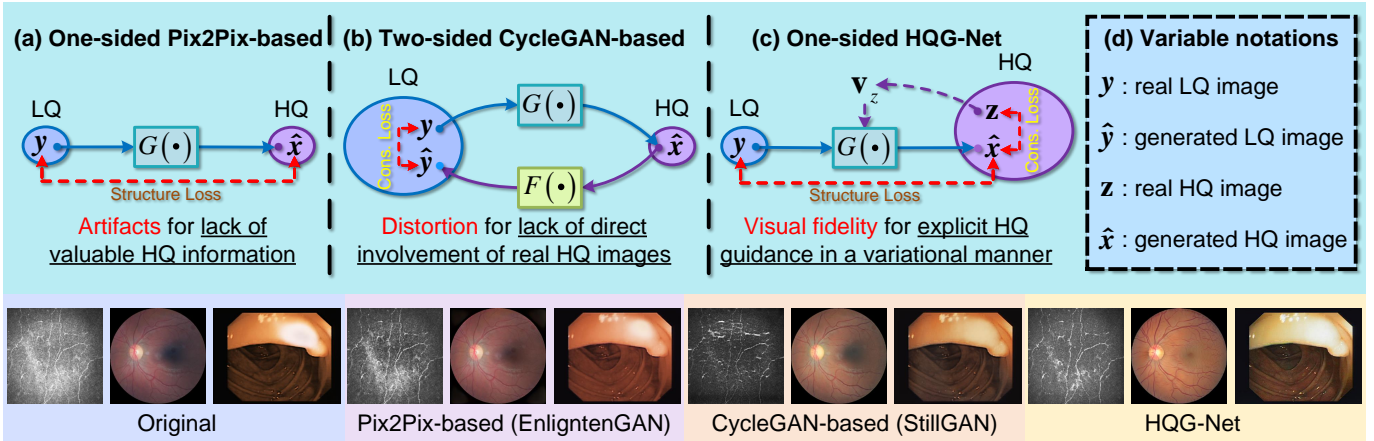 (a) One-sided Pix2Pix-based
LQ
HQ
y
G(•)
x̂
Structure Loss
Artifacts for lack of
valuable HQ information
(b) Two-sided CycleGAN-based
LQ
HQ
Cons. Loss
y
ŷ
G(•)
x̂
F(•)
Distortion for lack of direct
involvement of real HQ images
(c) One-sided HQG-Net
HQ
LQ
v_z
z
y
G(•)
x̂
Cons. Loss
Structure Loss
Visual fidelity for explicit HQ
guidance in a variational manner
(d) Variable notations
y : real LQ image
ŷ : generated LQ image
z : real HQ image
x̂ : generated HQ image
Original
Pix2Pix-based (EnligntenGAN)
CycleGAN-based (StillGAN)
HQG-Net